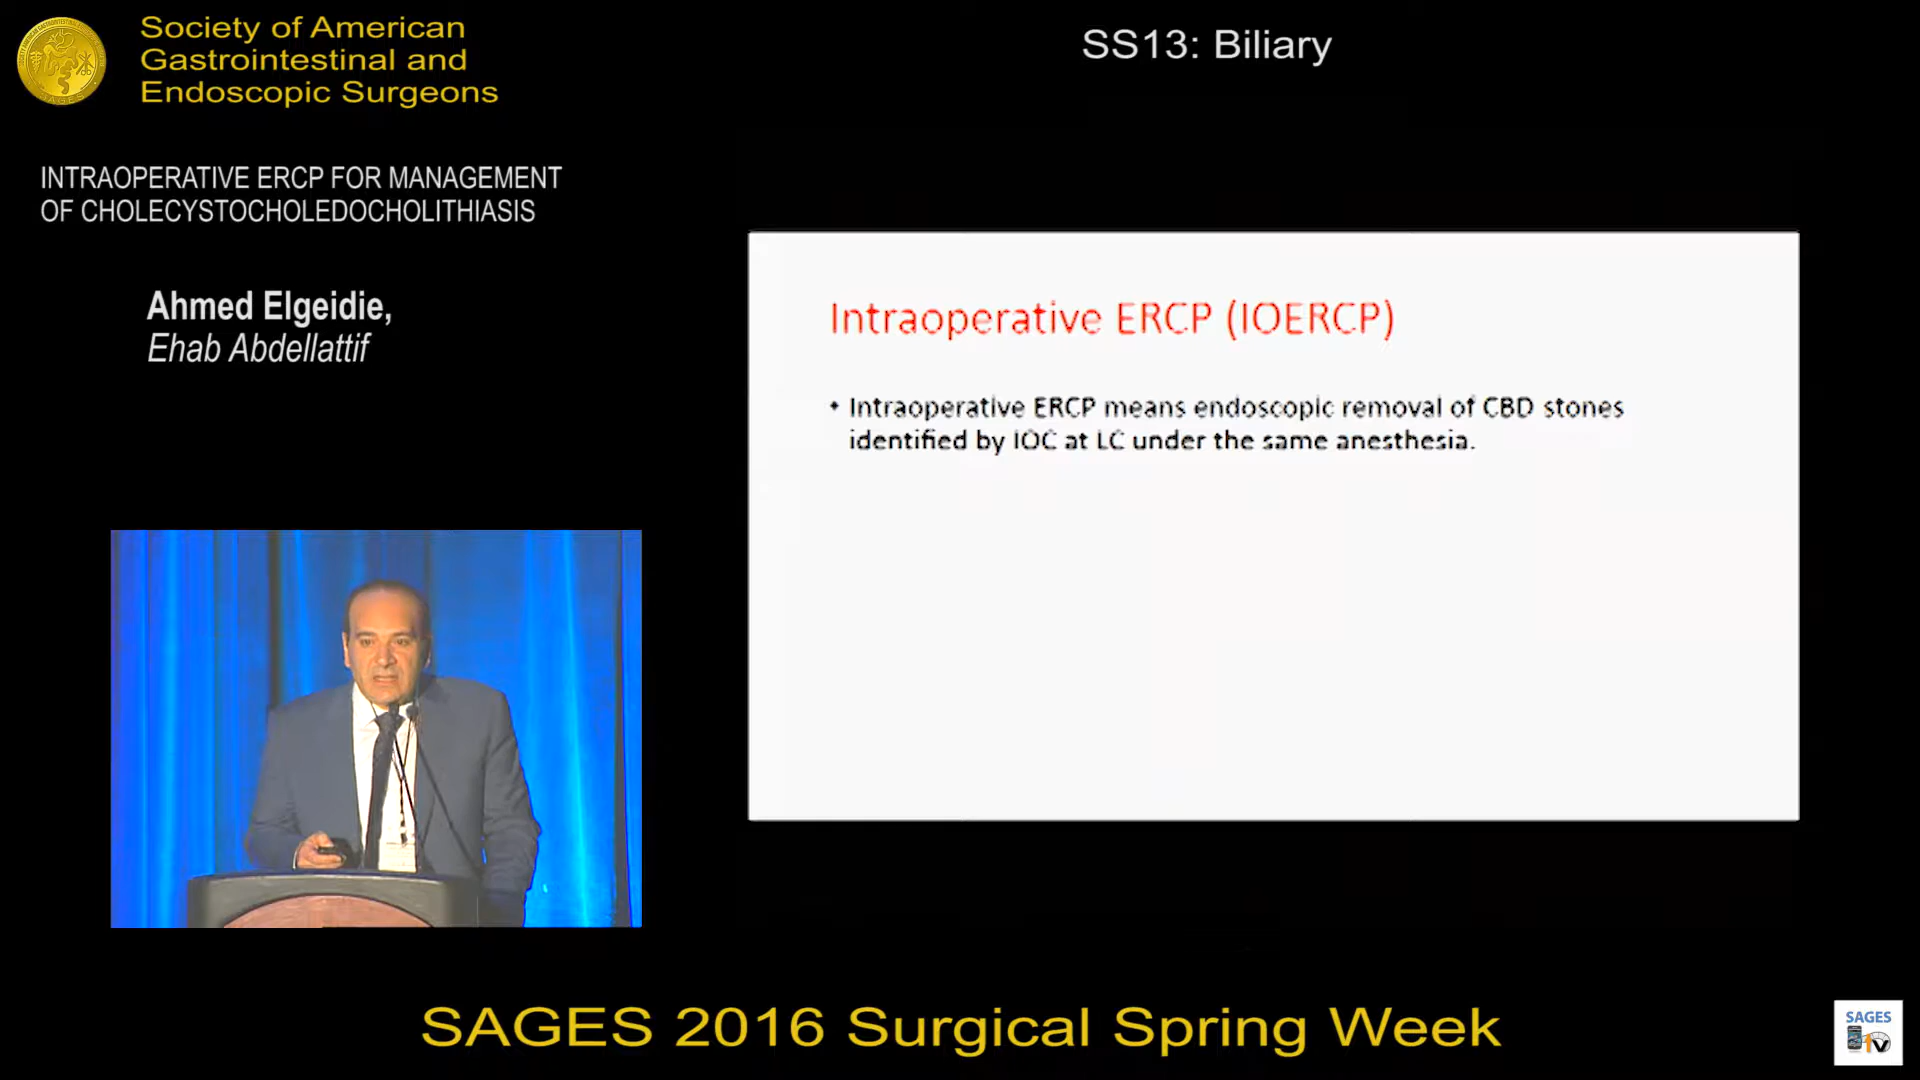 Society of American
Gastrointestinal and
Endoscopic Surgeons
SS13: Biliary
INTRAOPERATIVE ERCP FOR MANAGEMENT
OF CHOLECYSTOCHOLEDOCHOLITHIASIS
Ahmed Elgeidie,
Ehab Abdellattif
Intraoperative ERCP (IOERCP)
• Intraoperative ERCP means endoscopic removal of CBD stones
identified by IOC at LC under the same anesthesia.
SAGES 2016 Surgical Spring Week
SAGES
tv